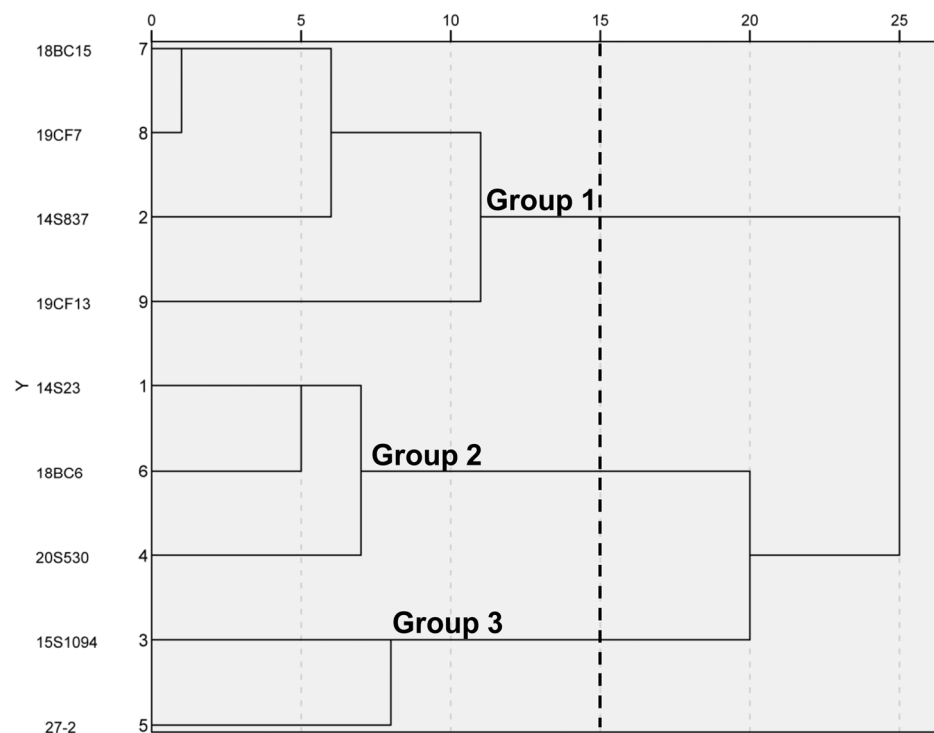 0 5 10 15 20 25
18BC15 7
19CF7 8
Group 1
14S837 2
19CF13 9
Y 14S23 1
Group 2
18BC6 6
20S530 4
Group 3
15S1094 3
27-2 5